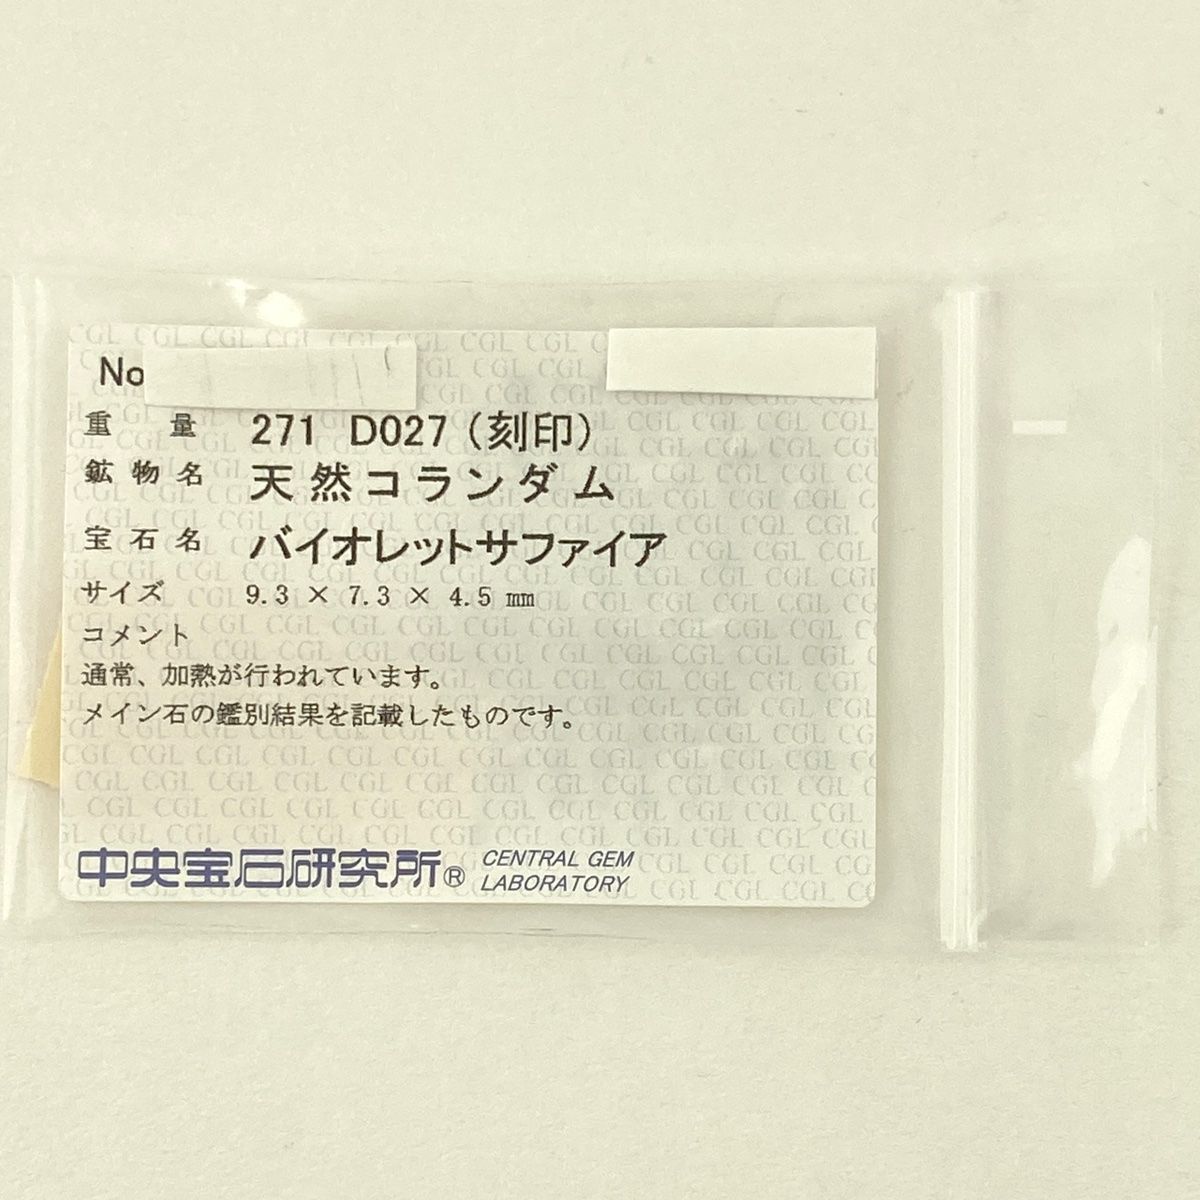 No
重 量 271 D027 (刻印)
鉱 物 名 天然コランダム
宝 石 名 バイオレットサファイア
サイズ 9.3 × 7.3 × 4.5 ㎜
コメント
通常、加熱が行われています。
メイン石の鑑別結果を記載したものです。
中央宝石研究所® CENTRAL GEM
LABORATORY